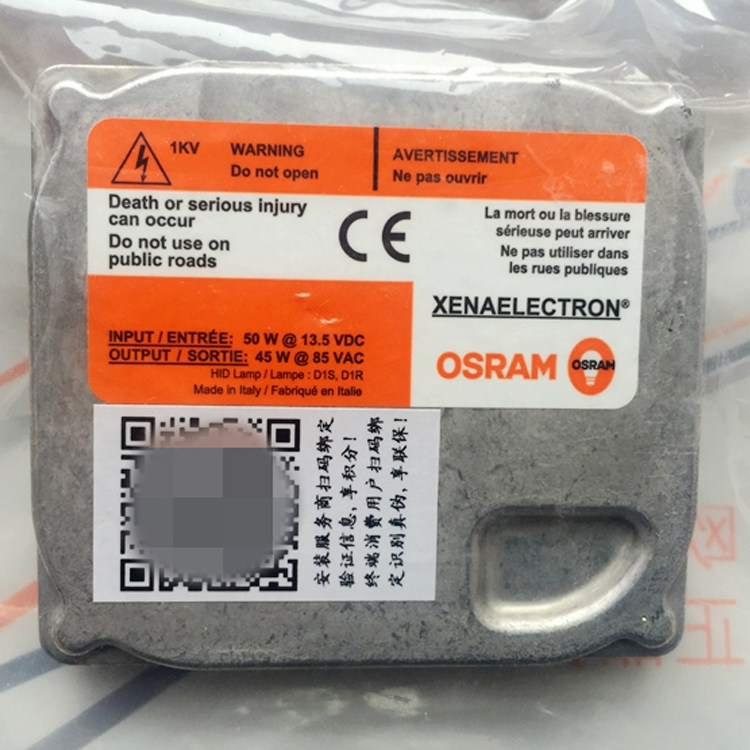 1KV
WARNING
Do not open
AVERTISSEMENT
Ne pas ouvrir
Death or serious injury
can occur
Do not use on
public roads
CE
La mort ou la blessure
sérieuse peut arriver
Ne pas utiliser dans
les rues publiques
XENAELECTRON®
INPUT / ENTRÉE: 50 W @ 13.5 VDC
OUTPUT / SORTIE: 45 W @ 85 VAC
HID Lamp / Lampe : D1S, D1R
Made in Italy / Fabriqué en Italie
OSRAM
OSRAM
安装服务商扫码绑定
验证信息,享积分!
终端消费用户扫码绑
定识别真伪,享联保!
欧
正